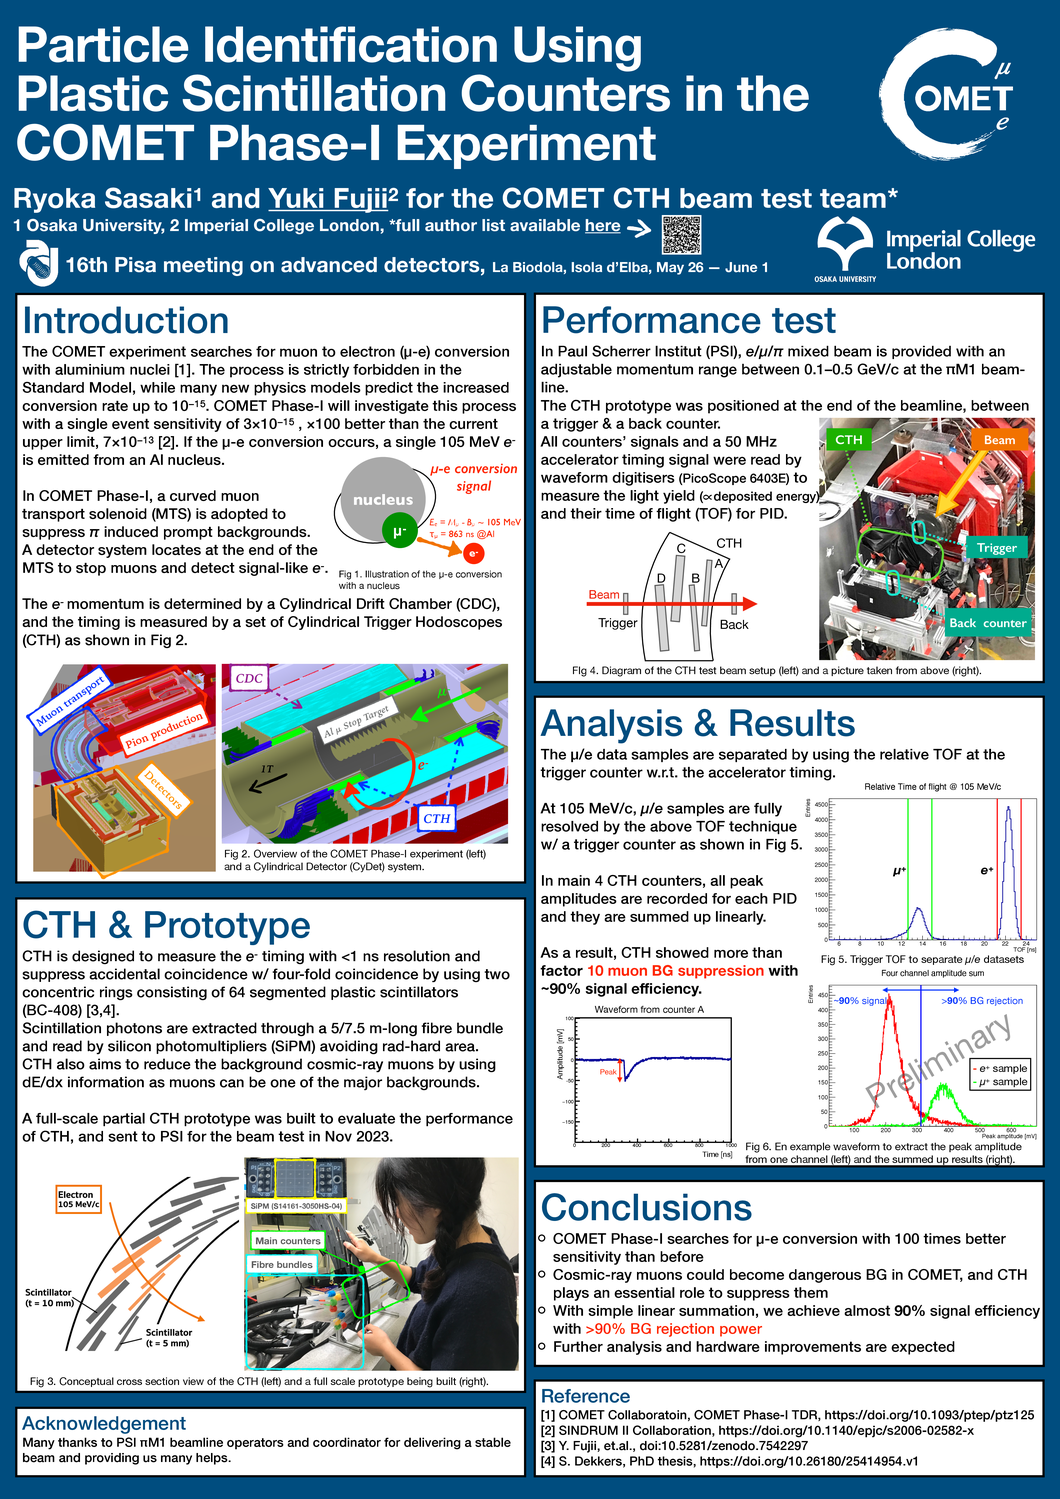 Particle Identification Using
Plastic Scintillation Counters in the
COMET Phase-I Experiment
COMET
μ
e
Ryoka Sasaki1 and Yuki Fujii2 for the COMET CTH beam test team*
1 Osaka University, 2 Imperial College London, *full author list available here
16th Pisa meeting on advanced detectors, La Biodola, Isola d'Elba, May 26 — June 1
OSAKA UNIVERSITY
Imperial College
London
Introduction
The COMET experiment searches for muon to electron (μ-e) conversion
with aluminium nuclei [1]. The process is strictly forbidden in the
Standard Model, while many new physics models predict the increased
conversion rate up to 10⁻¹⁵. COMET Phase-I will investigate this process
with a single event sensitivity of 3×10⁻¹⁵ , ×100 better than the current
upper limit, 7×10⁻¹³ [2]. If the μ-e conversion occurs, a single 105 MeV e⁻
is emitted from an Al nucleus.
In COMET Phase-I, a curved muon
transport solenoid (MTS) is adopted to
suppress π induced prompt backgrounds.
A detector system locates at the end of the
MTS to stop muons and detect signal-like e⁻.
nucleus
μ⁻
e⁻
μ-e conversion
signal
~ 105 MeV
τμ = 863 ns @Al
Fig 1. Illustration of the μ-e conversion
with a nucleus
The e⁻ momentum is determined by a Cylindrical Drift Chamber (CDC),
and the timing is measured by a set of Cylindrical Trigger Hodoscopes
(CTH) as shown in Fig 2.
Muon transport
Pion production
Detectors
CDC
Al μ Stop Target
μ
1T
e⁻
CTH
Fig 2. Overview of the COMET Phase-I experiment (left)
and a Cylindrical Detector (CyDet) system.
CTH & Prototype
CTH is designed to measure the e⁻ timing with <1 ns resolution and
suppress accidental coincidence w/ four-fold coincidence by using two
concentric rings consisting of 64 segmented plastic scintillators
(BC-408) [3,4].
Scintillation photons are extracted through a 5/7.5 m-long fibre bundle
and read by silicon photomultipliers (SiPM) avoiding rad-hard area.
CTH also aims to reduce the background cosmic-ray muons by using
dE/dx information as muons can be one of the major backgrounds.
A full-scale partial CTH prototype was built to evaluate the performance
of CTH, and sent to PSI for the beam test in Nov 2023.
Electron
105 MeV/c
Scintillator
(t = 10 mm)
Scintillator
(t = 5 mm)
SiPM (S14161-3050HS-04)
Main counters
Fibre bundles
Fig 3. Conceptual cross section view of the CTH (left) and a full scale prototype being built (right).
Acknowledgement
Many thanks to PSI πM1 beamline operators and coordinator for delivering a stable
beam and providing us many helps.
Performance test
In Paul Scherrer Institut (PSI), e/μ/π mixed beam is provided with an
adjustable momentum range between 0.1–0.5 GeV/c at the πM1 beam-
line.
The CTH prototype was positioned at the end of the beamline, between
a trigger & a back counter.
All counters' signals and a 50 MHz
accelerator timing signal were read by
waveform digitisers (PicoScope 6403E) to
measure the light yield (∝deposited energy)
and their time of flight (TOF) for PID.
CTH
C
A
D
B
Beam
Trigger
Back
CTH
Beam
Trigger
Back counter
Fig 4. Diagram of the CTH test beam setup (left) and a picture taken from above (right).
Analysis & Results
The μ/e data samples are separated by using the relative TOF at the
trigger counter w.r.t. the accelerator timing.
At 105 MeV/c, μ/e samples are fully
resolved by the above TOF technique
w/ a trigger counter as shown in Fig 5.
In main 4 CTH counters, all peak
amplitudes are recorded for each PID
and they are summed up linearly.
As a result, CTH showed more than
factor 10 muon BG suppression with
~90% signal efficiency.
Relative Time of flight @ 105 MeV/c
Entries
4500
4000
3500
3000
2500
2000
1500
1000
500
0
μ⁺
e⁺
6 8 10 12 14 16 18 20 22 24
TOF [ns]
Fig 5. Trigger TOF to separate μ/e datasets
Waveform from counter A
Amplitude [mV]
100
50
0
-50
-100
-150
Peak
0 200 400 600 800 1000
Time [ns]
Four channel amplitude sum
Entries
450
400
350
300
250
200
150
100
50
0
~90% signal
>90% BG rejection
Preliminary
e⁺ sample
μ⁺ sample
100 200 300 400 500 600
Peak amplitude [mV]
Fig 6. En example waveform to extract the peak amplitude
from one channel (left) and the summed up results (right).
Conclusions
COMET Phase-I searches for μ-e conversion with 100 times better
sensitivity than before
Cosmic-ray muons could become dangerous BG in COMET, and CTH
plays an essential role to suppress them
With simple linear summation, we achieve almost 90% signal efficiency
with >90% BG rejection power
Further analysis and hardware improvements are expected
Reference
[1] COMET Collaboratoin, COMET Phase-I TDR, https://doi.org/10.1093/ptep/ptz125
[2] SINDRUM II Collaboration, https://doi.org/10.1140/epjc/s2006-02582-x
[3] Y. Fujii, et.al., doi:10.5281/zenodo.7542297
[4] S. Dekkers, PhD thesis, https://doi.org/10.26180/25414954.v1